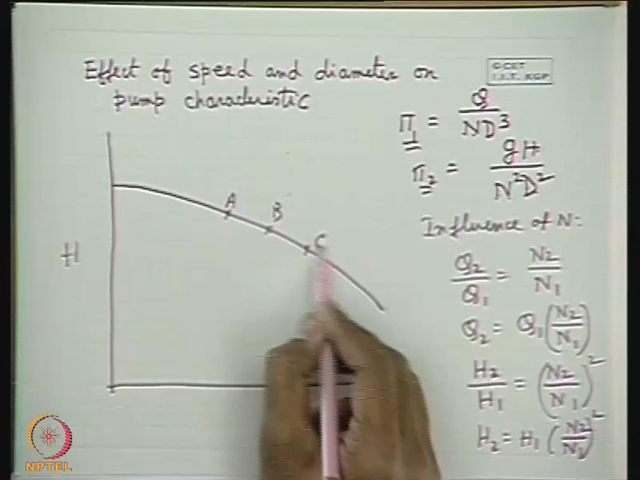 Effect of speed and diameter on
pump characteristic
C CET
I.I.T. KGP
π1 = Q / ND³
π2 = gH / N²D²
Influence of N:
Q2/Q1 = N2/N1
Q2 = Q1 (N2/N1)
H2/H1 = (N2/N1)²
H2 = H1 (N2/N1)²
A
B
C
H
NPTEL